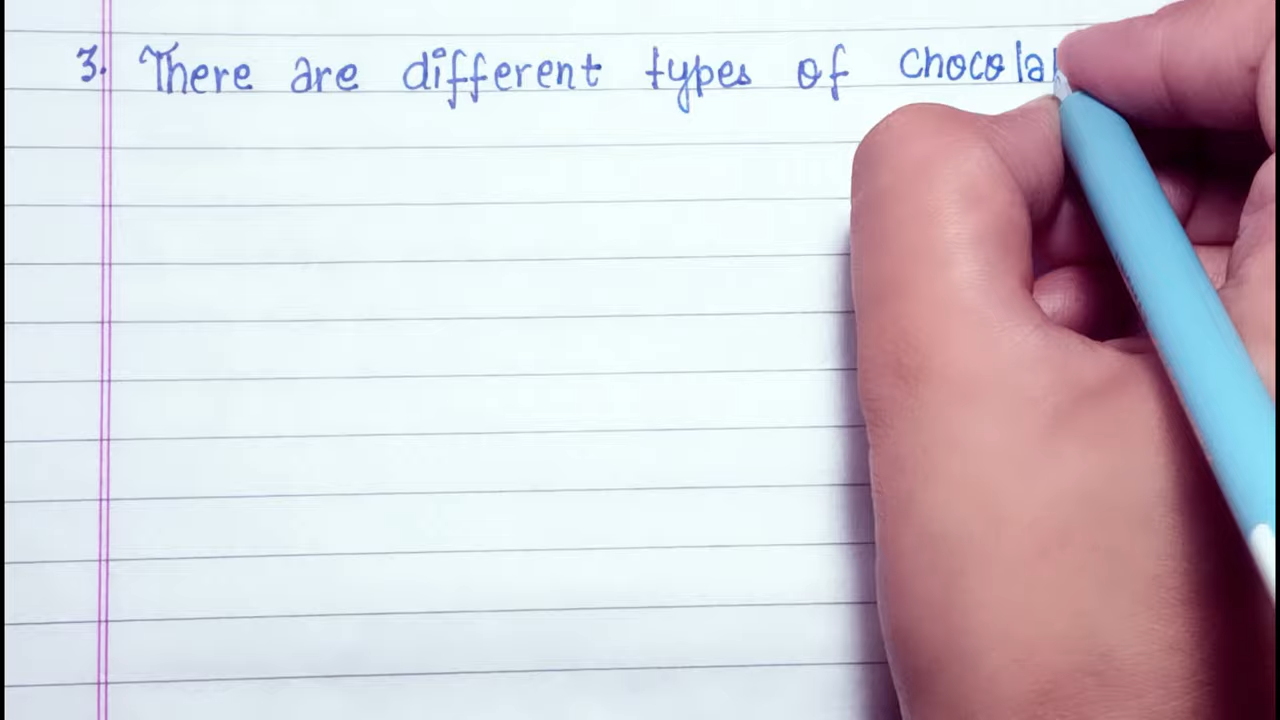 3. There are different types of chocola